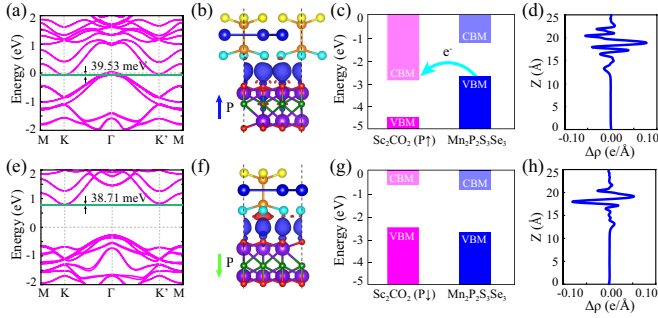 (a)
2
1
0
-1
-2
Energy (eV)
39.53 meV
M K Γ K' M
(b)
P
(c)
0
-1
-2
-3
-4
-5
Energy (eV)
e-
CBM
CBM
VBM
VBM
Sc2CO2 (P↑) Mn2P2S3Se3
(d)
25
20
15
10
5
0
Z (Å)
-0.10 0.00 0.10
Δρ (e/Å)
(e)
2
1
0
-1
-2
Energy (eV)
38.71 meV
M K Γ K' M
(f)
P
(g)
0
-1
-2
-3
-4
-5
Energy (eV)
CBM
CBM
VBM
VBM
Sc2CO2 (P↓) Mn2P2S3Se3
(h)
25
20
15
10
5
0
Z (Å)
-0.10 0.00 0.10
Δρ (e/Å)